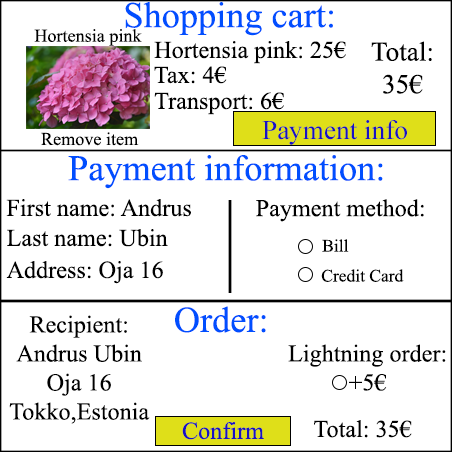 Shopping cart:
Hortensia pink
Remove item
Hortensia pink: 25€
Tax: 4€
Transport: 6€
Total:
35€
Payment info
Payment information:
First name: Andrus
Last name: Ubin
Address: Oja 16
Payment method:
Bill
Credit Card
Order:
Recipient:
Andrus Ubin
Oja 16
Tokko,Estonia
Lightning order:
+5€
Confirm
Total: 35€